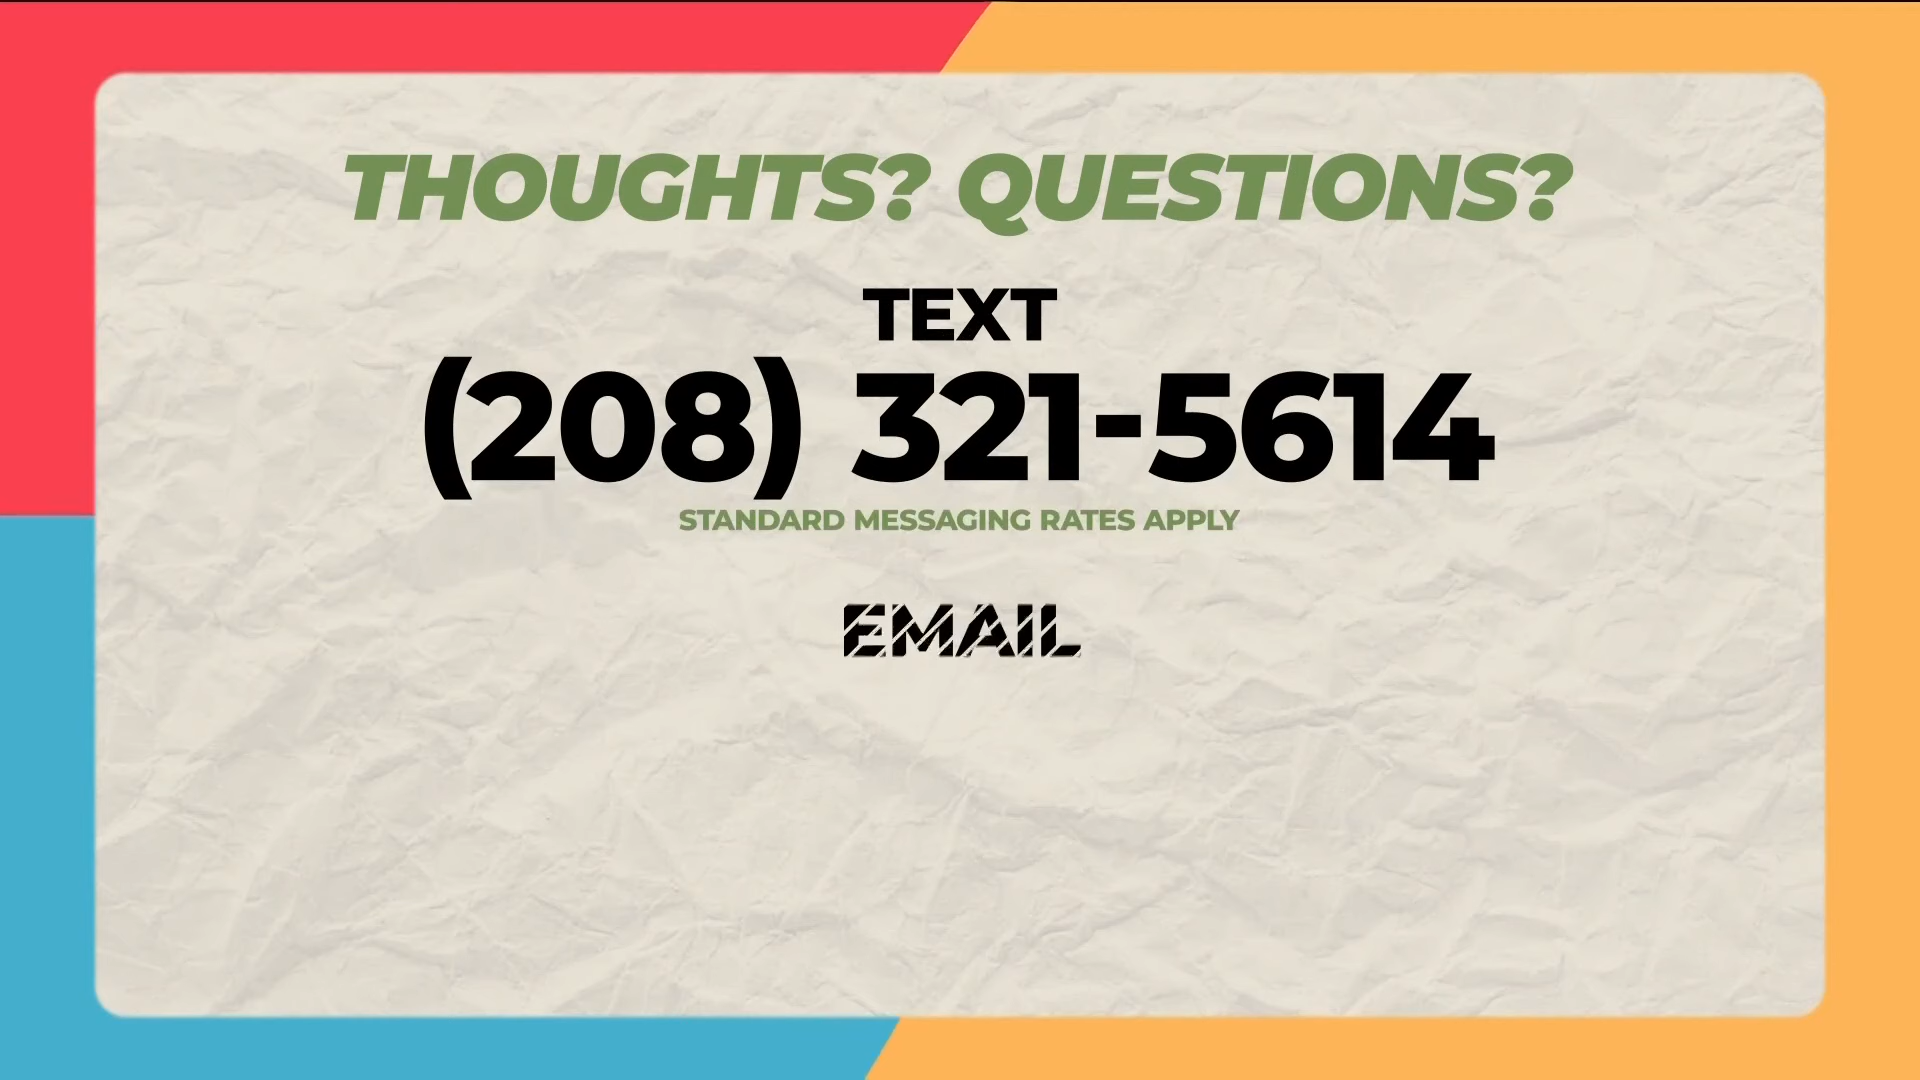 THOUGHTS? QUESTIONS?
TEXT
(208) 321-5614
STANDARD MESSAGING RATES APPLY
EMAIL